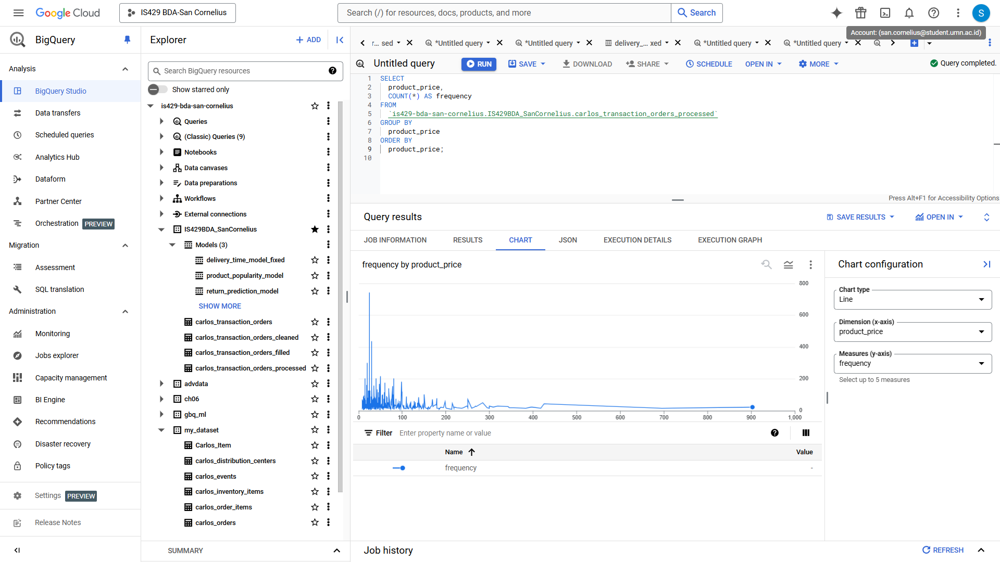 Google Cloud
IS429 BDA-San Cornelius
Search (/) for resources, docs, products, and more
Search
S
Account: (san.cornelius@student.umn.ac.id)
BigQuery
Analysis
BigQuery Studio
Data transfers
Scheduled queries
Analytics Hub
Dataform
Partner Center
Orchestration PREVIEW
Migration
Assessment
SQL translation
Administration
Monitoring
Jobs explorer
Capacity management
BI Engine
Recommendations
Disaster recovery
Policy tags
Settings PREVIEW
Release Notes
Explorer
ADD
Search BigQuery resources
Show starred only
is429-bda-san-cornelius
Queries
(Classic) Queries (9)
Notebooks
Data canvases
Data preparations
Workflows
External connections
IS429BDA_SanCornelius
Models (3)
delivery_time_model_fixed
product_popularity_model
return_prediction_model
SHOW MORE
carlos_transaction_orders
carlos_transaction_orders_cleaned
carlos_transaction_orders_filled
carlos_transaction_orders_processed
advdata
ch06
gbq_ml
my_dataset
Carlos_Item
carlos_distribution_centers
carlos_events
carlos_inventory_items
carlos_order_items
carlos_orders
SUMMARY
r... sed
*Untitled query
*Untitled query
delivery_... xed
*Untitled query
*Untitled query
Untitled query
RUN
SAVE
DOWNLOAD
SHARE
SCHEDULE
OPEN IN
MORE
Query completed.
1 SELECT
2 product_price,
3 COUNT(*) AS frequency
4 FROM
5 `is429-bda-san-cornelius.IS429BDA_SanCornelius.carlos_transaction_orders_processed`
6 GROUP BY
7 product_price
8 ORDER BY
9 product_price;
10
Press Alt+F1 for Accessibility Options
Query results
SAVE RESULTS
OPEN IN
JOB INFORMATION
RESULTS
CHART
JSON
EXECUTION DETAILS
EXECUTION GRAPH
frequency by product_price
800
600
400
200
0
0 100 200 300 400 500 600 700 800 900 1,000
Filter Enter property name or value
Name Value
frequency -
Chart configuration
Chart type
Line
Dimension (x-axis)
product_price
Measures (y-axis)
frequency
Select up to 5 measures
Job history
REFRESH